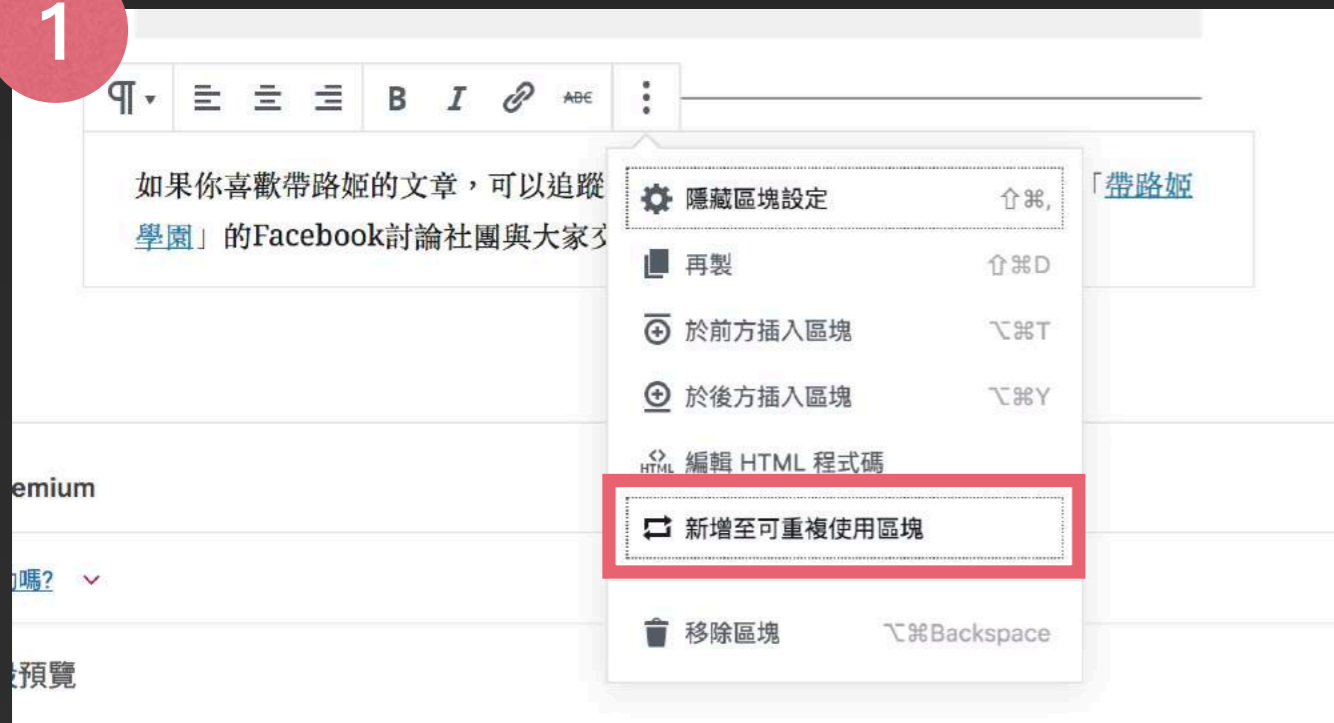 1
B I ABC
如果你喜歡帶路姬的文章，可以追蹤 「帶路姬
學園」的Facebook討論社團與大家交
隱藏區塊設定 ⇧⌘,
再製 ⇧⌘D
於前方插入區塊 ⌥⌘T
於後方插入區塊 ⌥⌘Y
HTML 編輯 HTML 程式碼
emium
新增至可重複使用區塊
嗎?
移除區塊 ⌥⌘Backspace
預覽